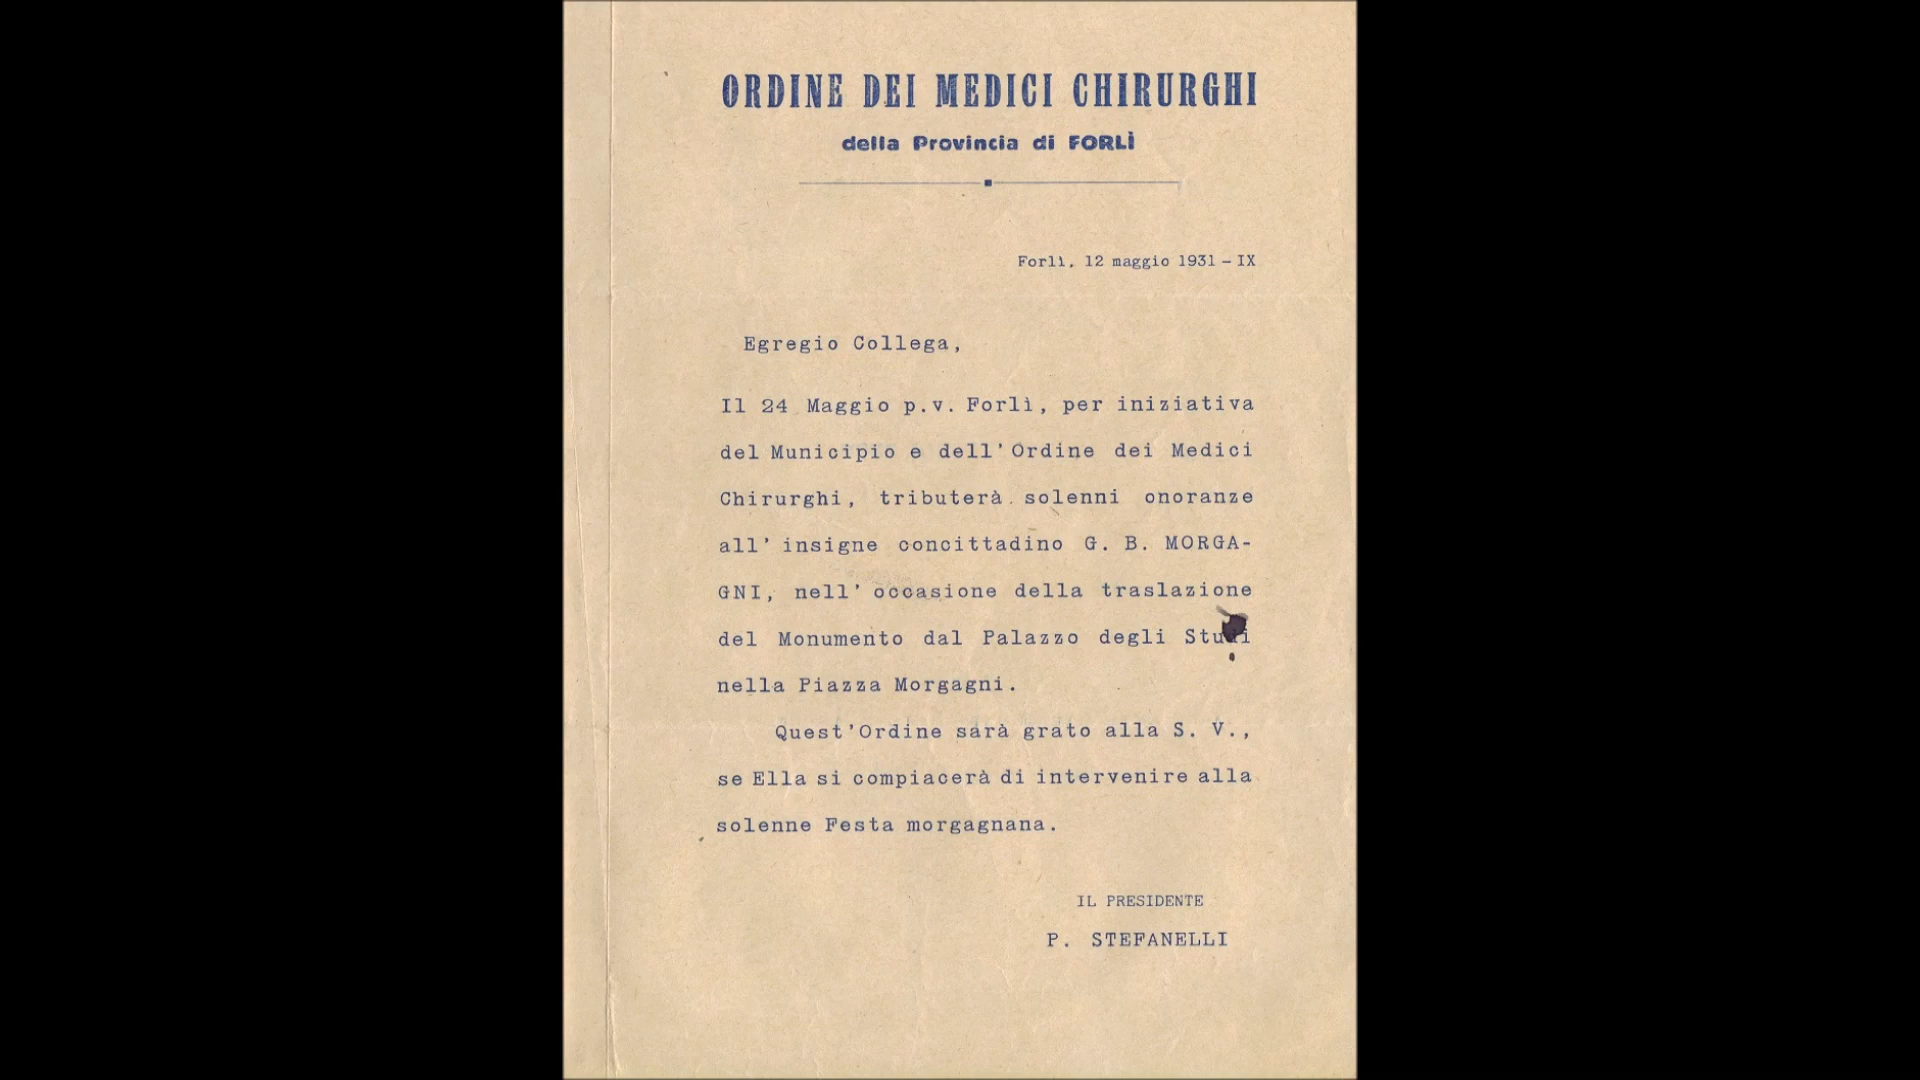 ORDINE DEI MEDICI CHIRURGHI
della Provincia di FORLÌ
Forlì, 12 maggio 1931 - IX
Egregio Collega,
Il 24 Maggio p.v. Forlì, per iniziativa
del Municipio e dell'Ordine dei Medici
Chirurghi, tributerà solenni onoranze
all' insigne concittadino G. B. MORGA-
GNI, nell' occasione della traslazione
del Monumento dal Palazzo degli Studi
nella Piazza Morgagni.
Quest'Ordine sarà grato alla S. V.,
se Ella si compiacerà di intervenire alla
solenne Festa morgagnana.
IL PRESIDENTE
P. STEFANELLI